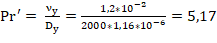 Pr′ = ν_y / D_y = 1,2*10⁻² / 2000*1,16*10⁻⁶ = 5,17